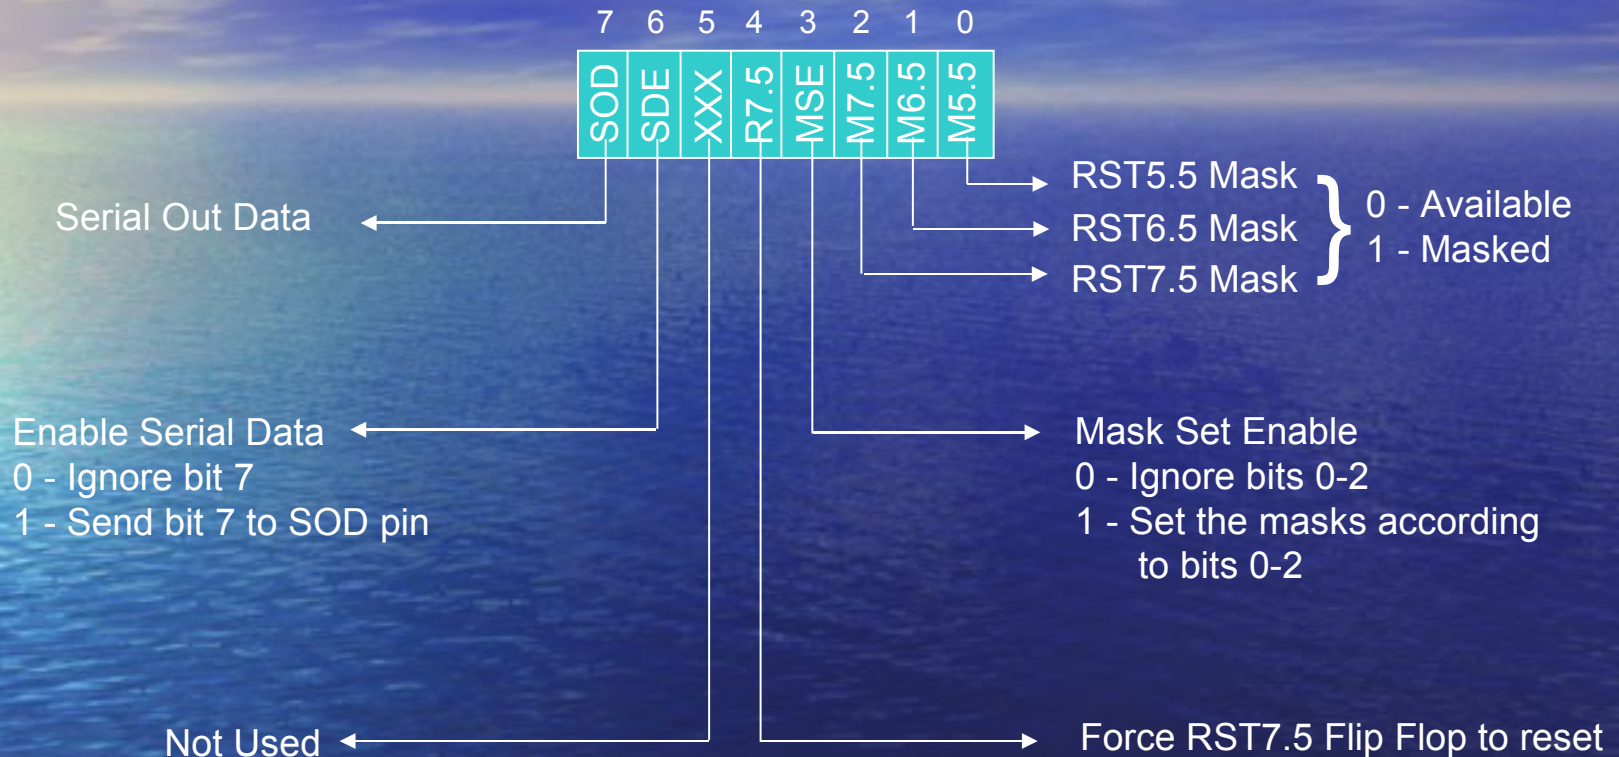 7 6 5 4 3 2 1 0
SOD SDE XXX R7.5 MSE M7.5 M6.5 M5.5
RST5.5 Mask
RST6.5 Mask
RST7.5 Mask
}
0 - Available
1 - Masked
Serial Out Data
Enable Serial Data
0 - Ignore bit 7
1 - Send bit 7 to SOD pin
Mask Set Enable
0 - Ignore bits 0-2
1 - Set the masks according
to bits 0-2
Not Used
Force RST7.5 Flip Flop to reset